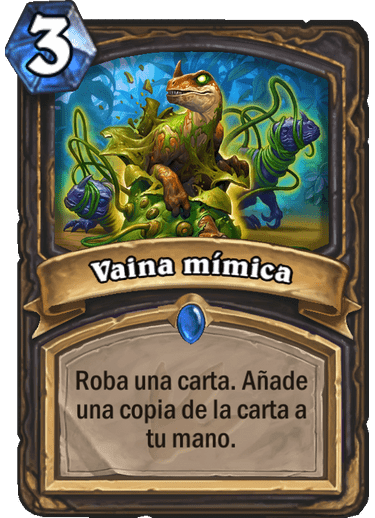 3
Vaina mímica
Roba una carta. Añade
una copia de la carta a
tu mano.